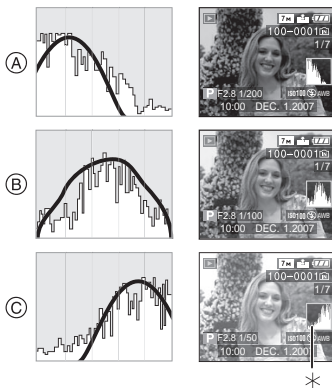 A
7M
100-0001
1/7
P F2.8 1/200
ISO100 AWB
10:00 DEC. 1.2007
B
7M
100-0001
1/7
P F2.8 1/100
ISO100 AWB
10:00 DEC. 1.2007
C
7M
100-0001
1/7
P F2.8 1/50
ISO100 AWB
10:00 DEC. 1.2007